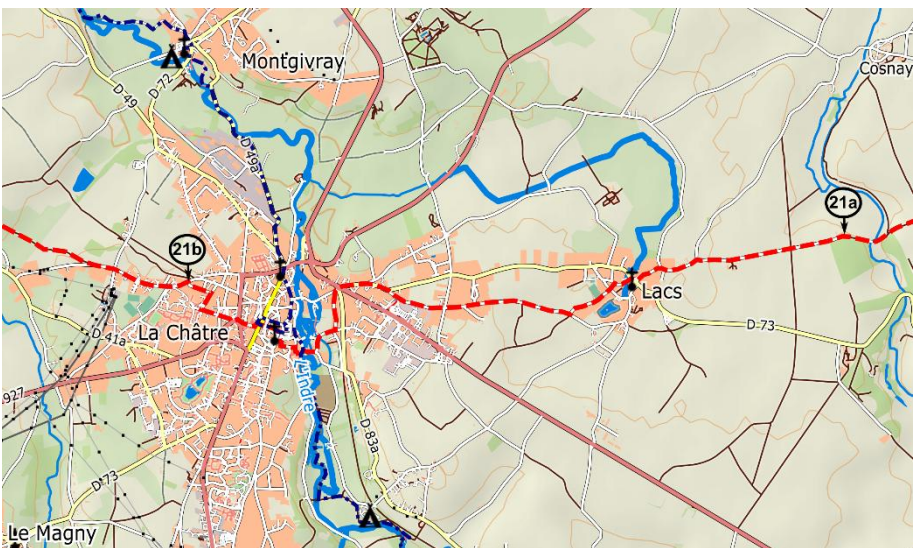 Montgivray
D-72
D-49
Cosnay
D-49a
21a
21b
Lacs
La Châtre
D-73
D-41a
L'Indre
927
D-83a
D-73
Le Magny